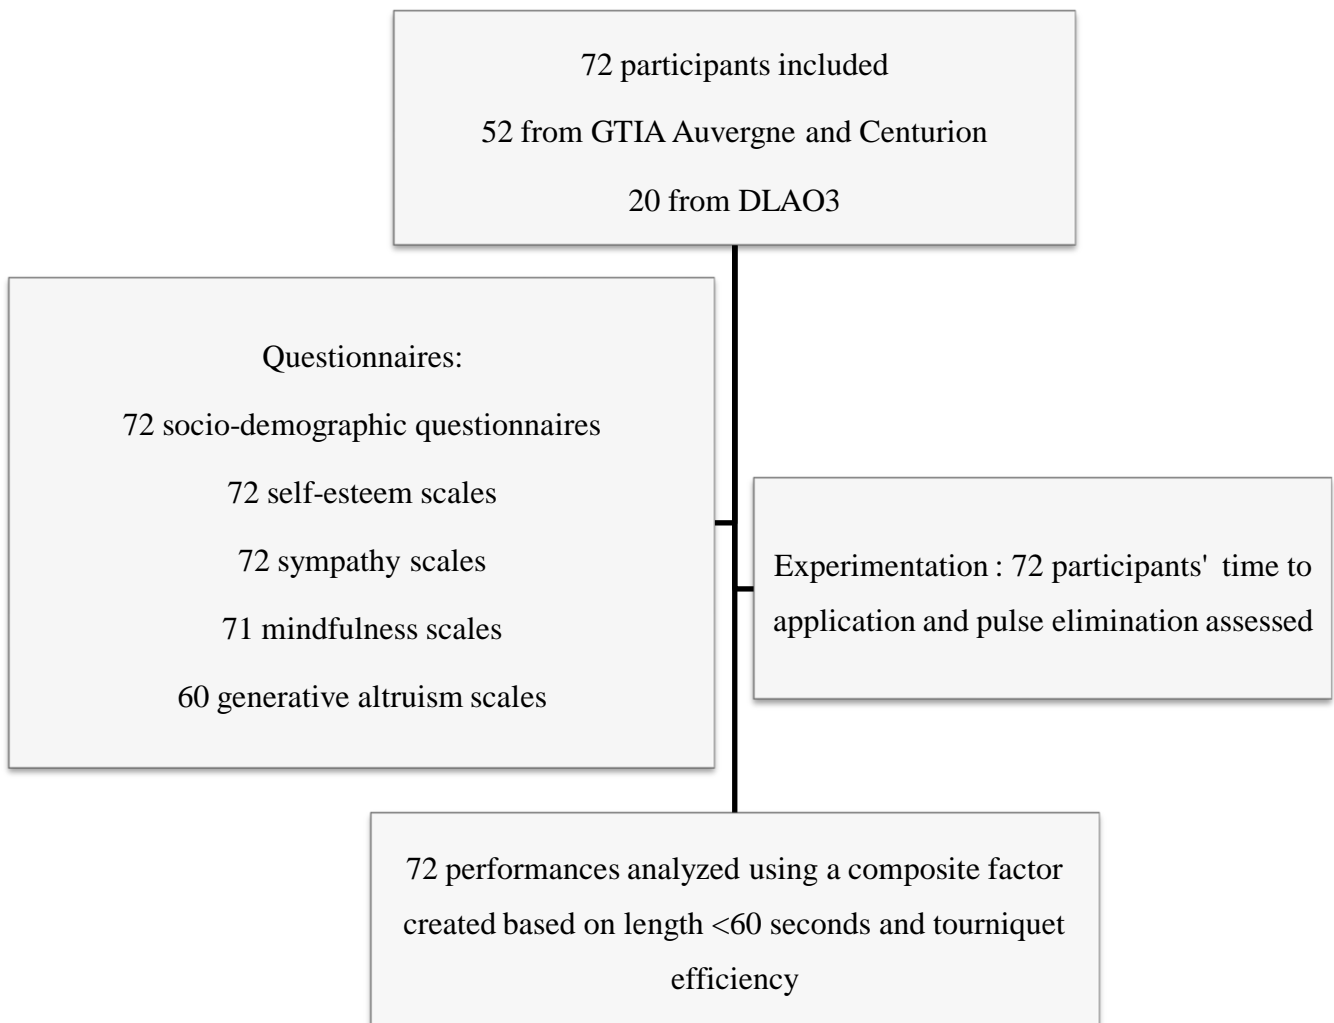 72 participants included
52 from GTIA Auvergne and Centurion
20 from DLAO3
Questionnaires:
72 socio-demographic questionnaires
72 self-esteem scales
72 sympathy scales
71 mindfulness scales
60 generative altruism scales
Experimentation : 72 participants' time to
application and pulse elimination assessed
72 performances analyzed using a composite factor
created based on length <60 seconds and tourniquet
efficiency